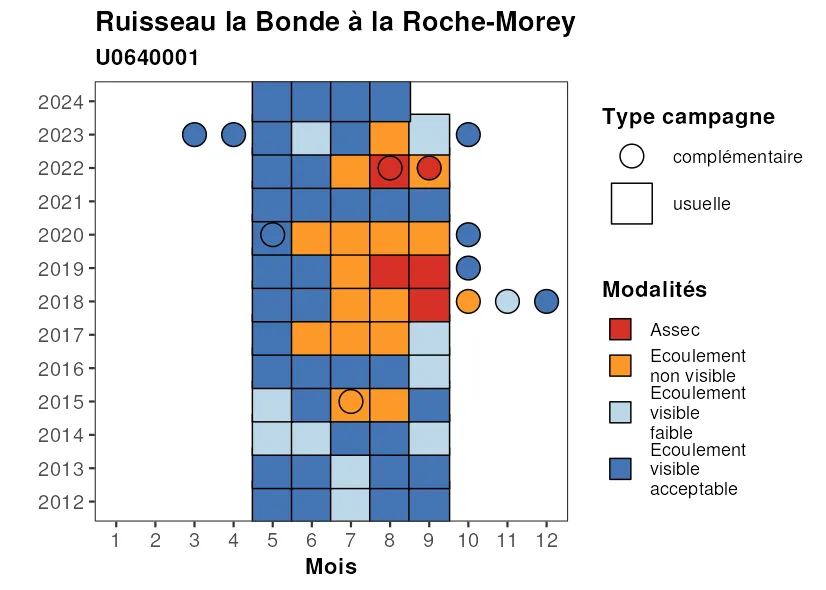 Ruisseau la Bonde à la Roche-Morey
U0640001
2024
2023
2022
2021
2020
2019
2018
2017
2016
2015
2014
2013
2012
1 2 3 4 5 6 7 8 9 10 11 12
Mois
Type campagne
complémentaire
usuelle
Modalités
Assec
Ecoulement
non visible
Ecoulement
visible
faible
Ecoulement
visible
acceptable